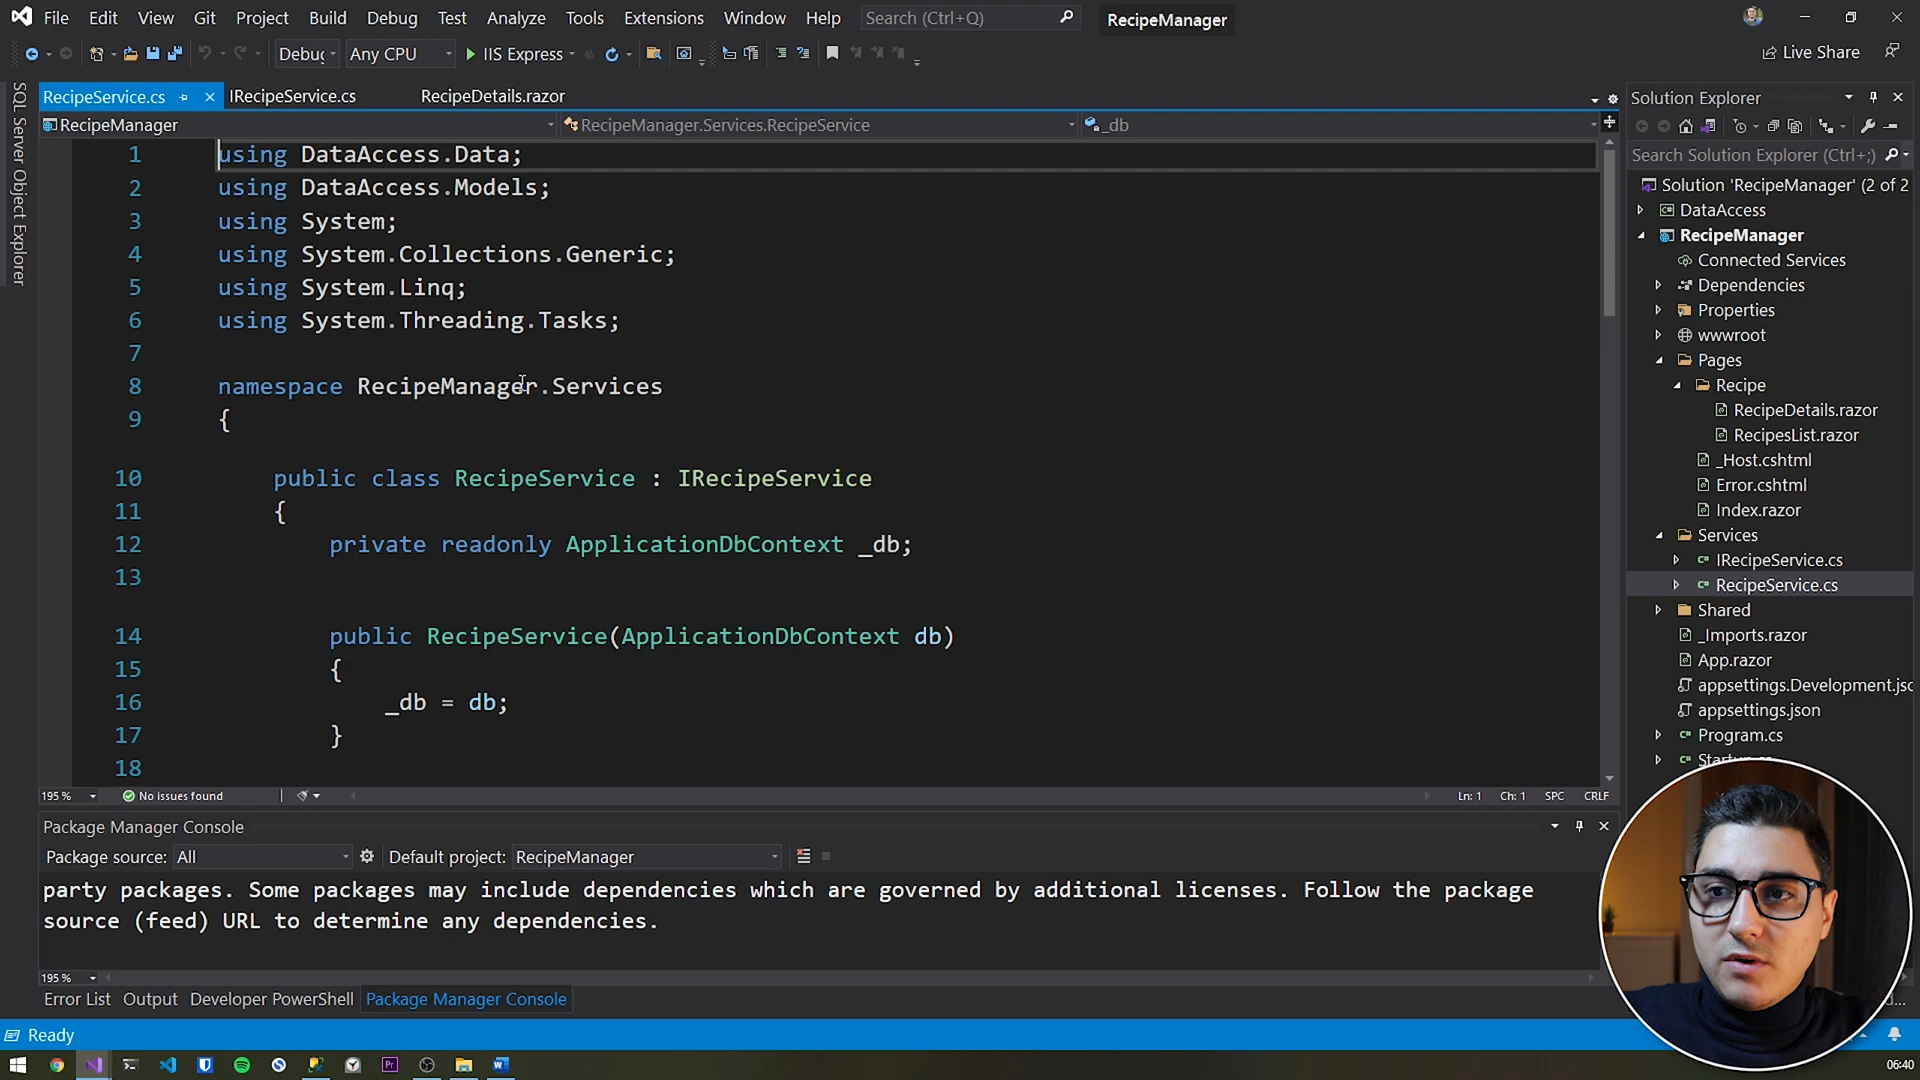 File Edit View Git Project Build Debug Test Analyze Tools Extensions Window Help Search (Ctrl+Q) RecipeManager
Debug Any CPU IIS Express Live Share
SQL Server Object Explorer
RecipeService.cs IRecipeService.cs RecipeDetails.razor
RecipeManager RecipeManager.Services.RecipeService _db
1 using DataAccess.Data;
2 using DataAccess.Models;
3 using System;
4 using System.Collections.Generic;
5 using System.Linq;
6 using System.Threading.Tasks;
7
8 namespace RecipeManager.Services
9 {
10 public class RecipeService : IRecipeService
11 {
12 private readonly ApplicationDbContext _db;
13
14 public RecipeService(ApplicationDbContext db)
15 {
16 _db = db;
17 }
18
195 % No issues found Ln: 1 Ch: 1 SPC CRLF
Package Manager Console
Package source: All Default project: RecipeManager
party packages. Some packages may include dependencies which are governed by additional licenses. Follow the package
source (feed) URL to determine any dependencies.
195 %
Error List Output Developer PowerShell Package Manager Console
Ready
Solution Explorer
Search Solution Explorer (Ctrl+;)
Solution 'RecipeManager' (2 of 2
DataAccess
RecipeManager
Connected Services
Dependencies
Properties
wwwroot
Pages
Recipe
RecipeDetails.razor
RecipesList.razor
_Host.cshtml
Error.cshtml
Index.razor
Services
IRecipeService.cs
RecipeService.cs
Shared
_Imports.razor
App.razor
appsettings.Development.jso
appsettings.json
Program.cs
06:40